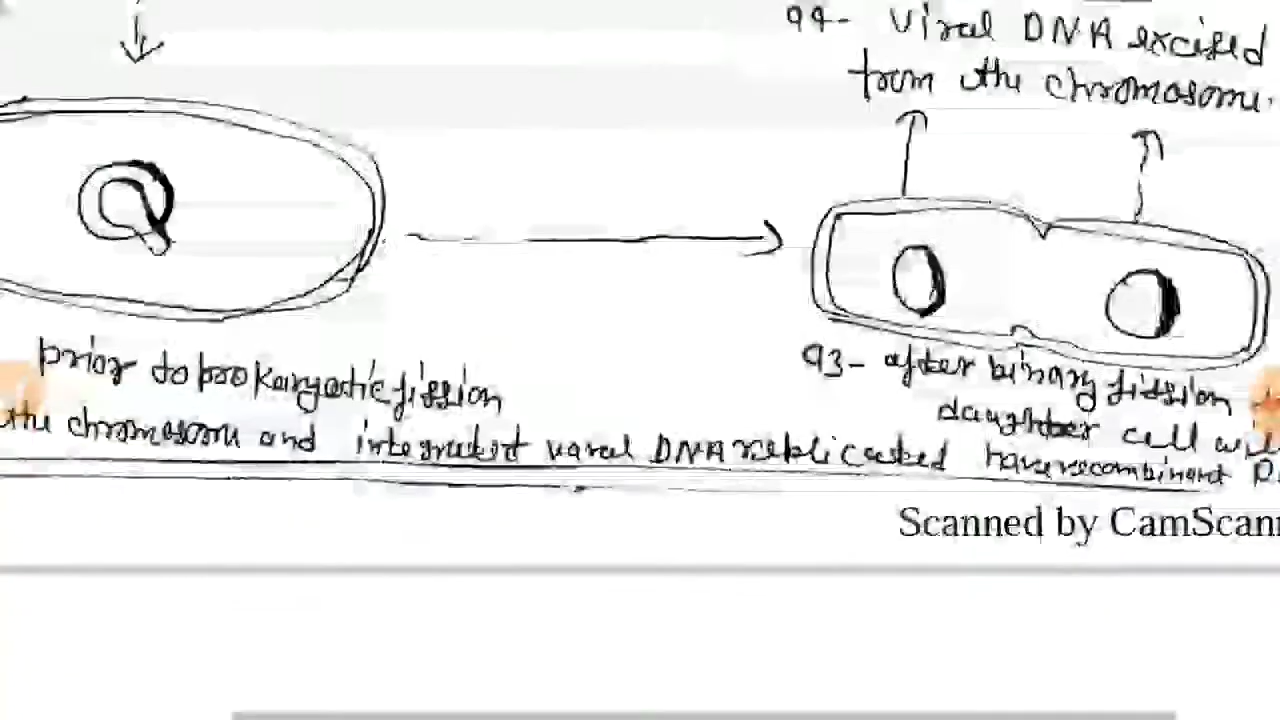 94- Viral DNA excised
from the chromosome.
prior to prokaryotic fission
the chromosome and integrated viral DNA replicated
93- after binary fission
daughter cell will
have recombinant
Scanned by CamScann